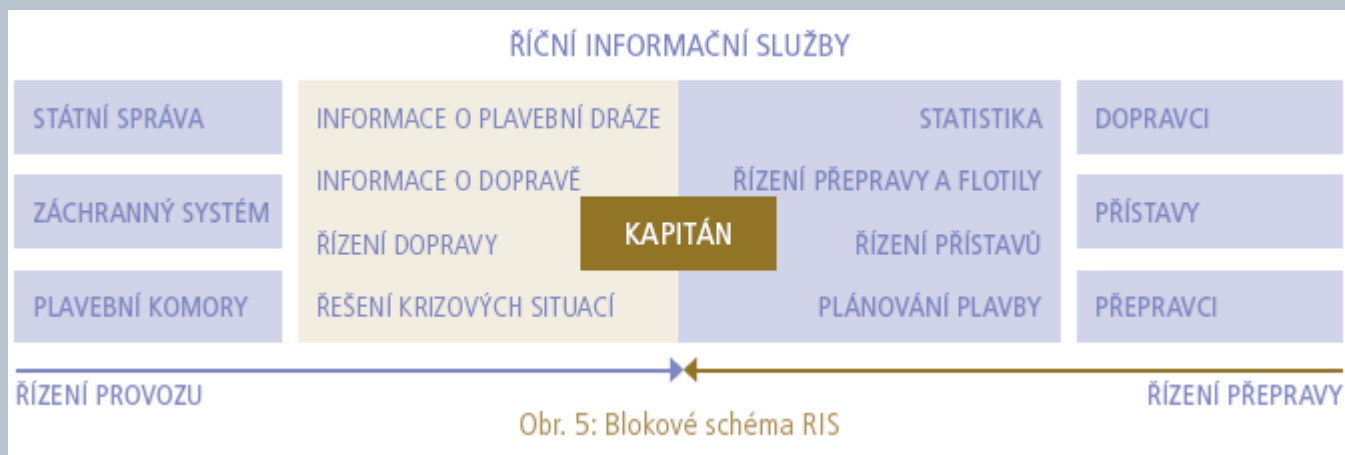 ŘÍČNÍ INFORMAČNÍ SLUŽBY
STÁTNÍ SPRÁVA
ZÁCHRANNÝ SYSTÉM
PLAVEBNÍ KOMORY
INFORMACE O PLAVEBNÍ DRÁZE
INFORMACE O DOPRAVĚ
ŘÍZENÍ DOPRAVY
ŘEŠENÍ KRIZOVÝCH SITUACÍ
KAPITÁN
STATISTIKA
ŘÍZENÍ PŘEPRAVY A FLOTILY
ŘÍZENÍ PŘÍSTAVŮ
PLÁNOVÁNÍ PLAVBY
DOPRAVCI
PŘÍSTAVY
PŘEPRAVCI
ŘÍZENÍ PROVOZU
ŘÍZENÍ PŘEPRAVY
Obr. 5: Blokové schéma RIS